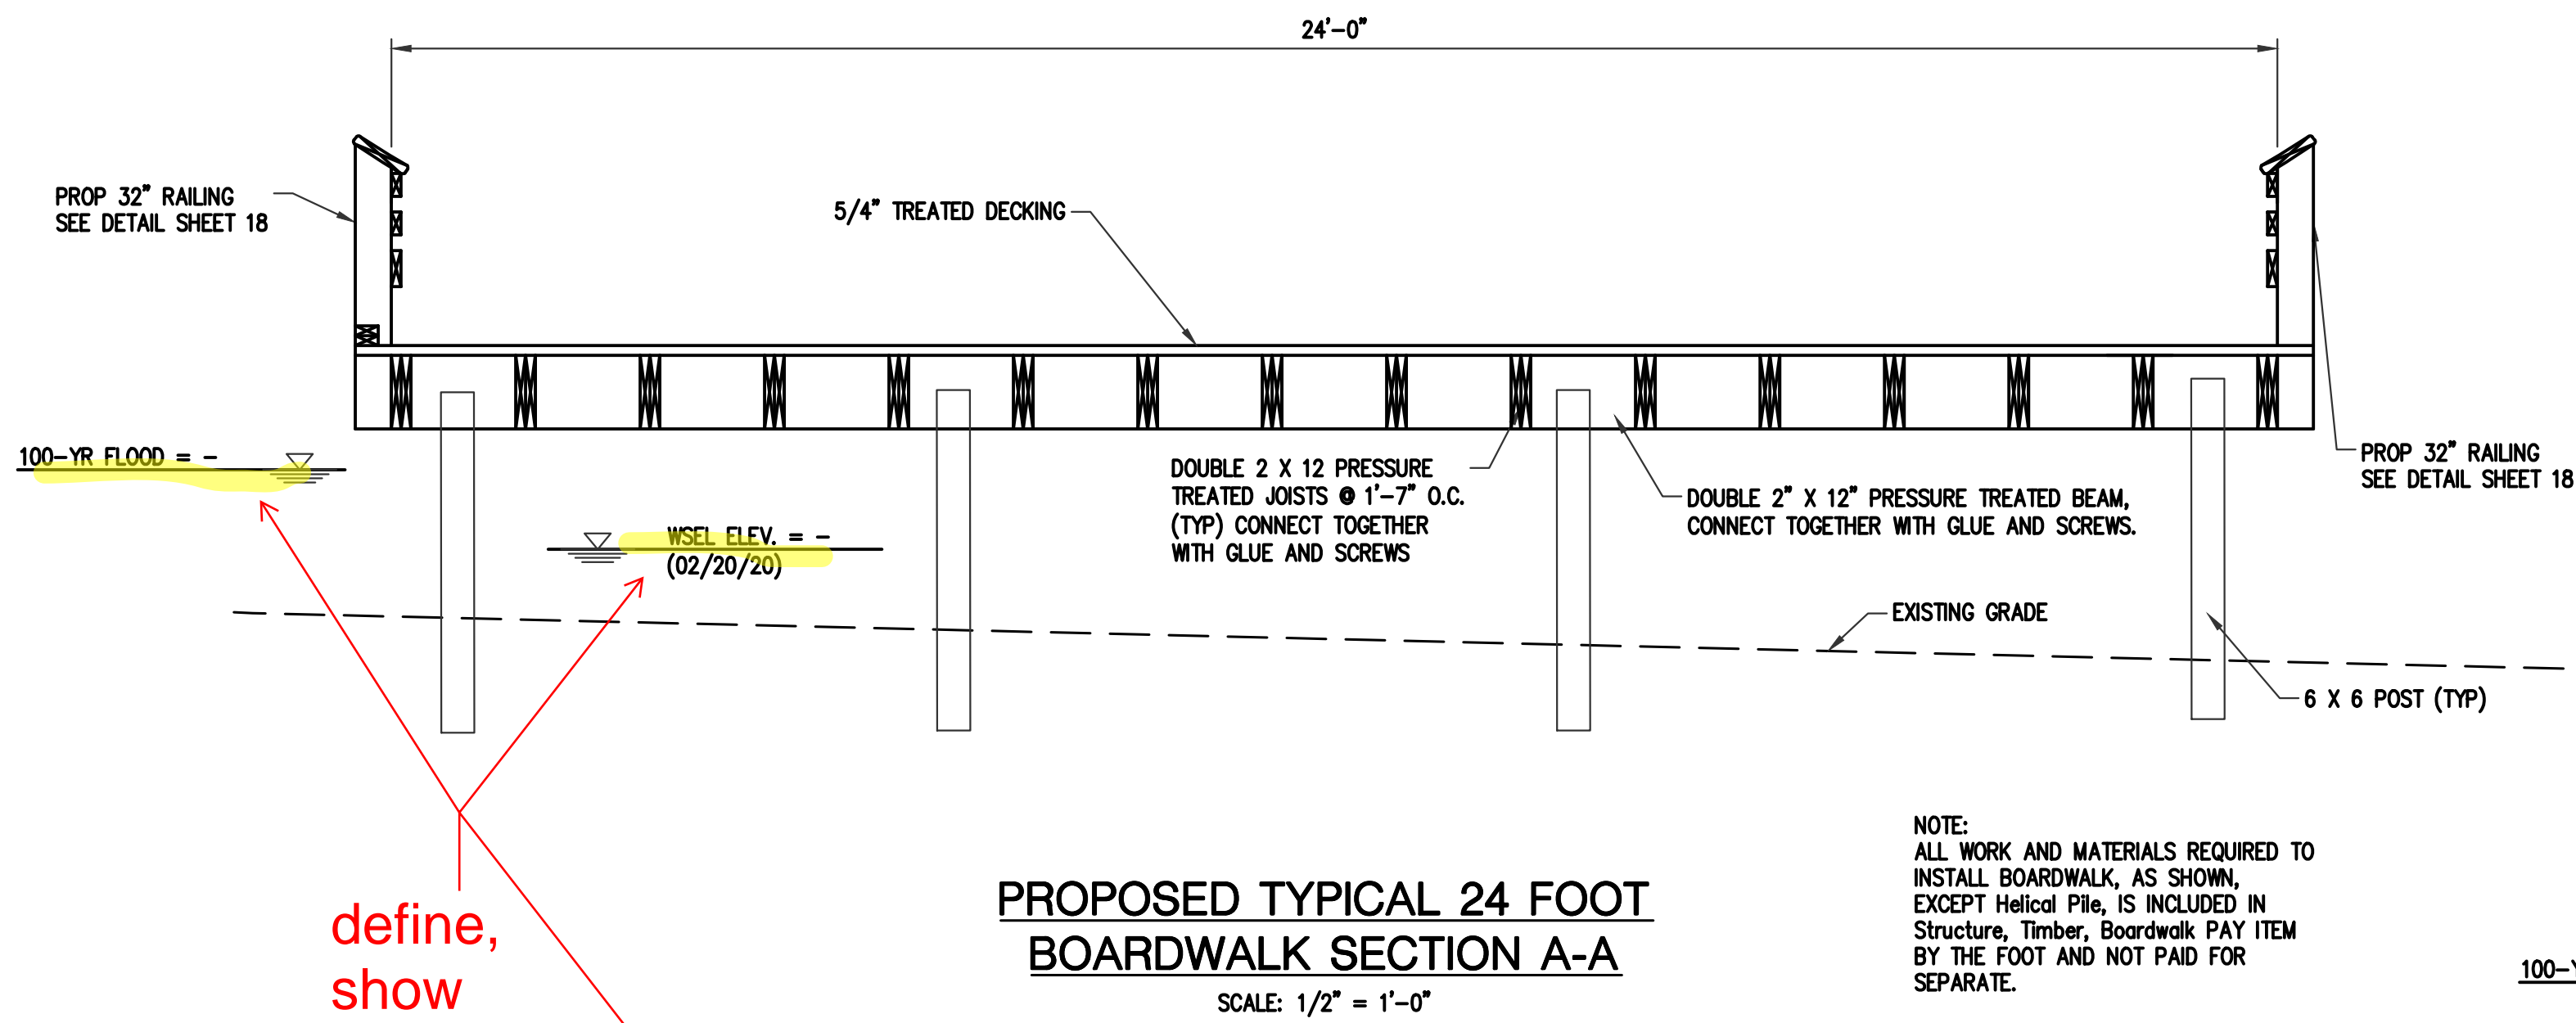 24'-0"
PROP 32" RAILING
SEE DETAIL SHEET 18
5/4" TREATED DECKING
100-YR FLOOD = -
WSEL ELEV. = -
(02/20/20)
DOUBLE 2 X 12 PRESSURE
TREATED JOISTS @ 1'-7" O.C.
(TYP) CONNECT TOGETHER
WITH GLUE AND SCREWS
DOUBLE 2" X 12" PRESSURE TREATED BEAM,
CONNECT TOGETHER WITH GLUE AND SCREWS.
PROP 32" RAILING
SEE DETAIL SHEET 18
EXISTING GRADE
6 X 6 POST (TYP)
define,
show
PROPOSED TYPICAL 24 FOOT
BOARDWALK SECTION A-A
SCALE: 1/2" = 1'-0"
NOTE:
ALL WORK AND MATERIALS REQUIRED TO
INSTALL BOARDWALK, AS SHOWN,
EXCEPT Helical Pile, IS INCLUDED IN
Structure, Timber, Boardwalk PAY ITEM
BY THE FOOT AND NOT PAID FOR
SEPARATE.
100-Y